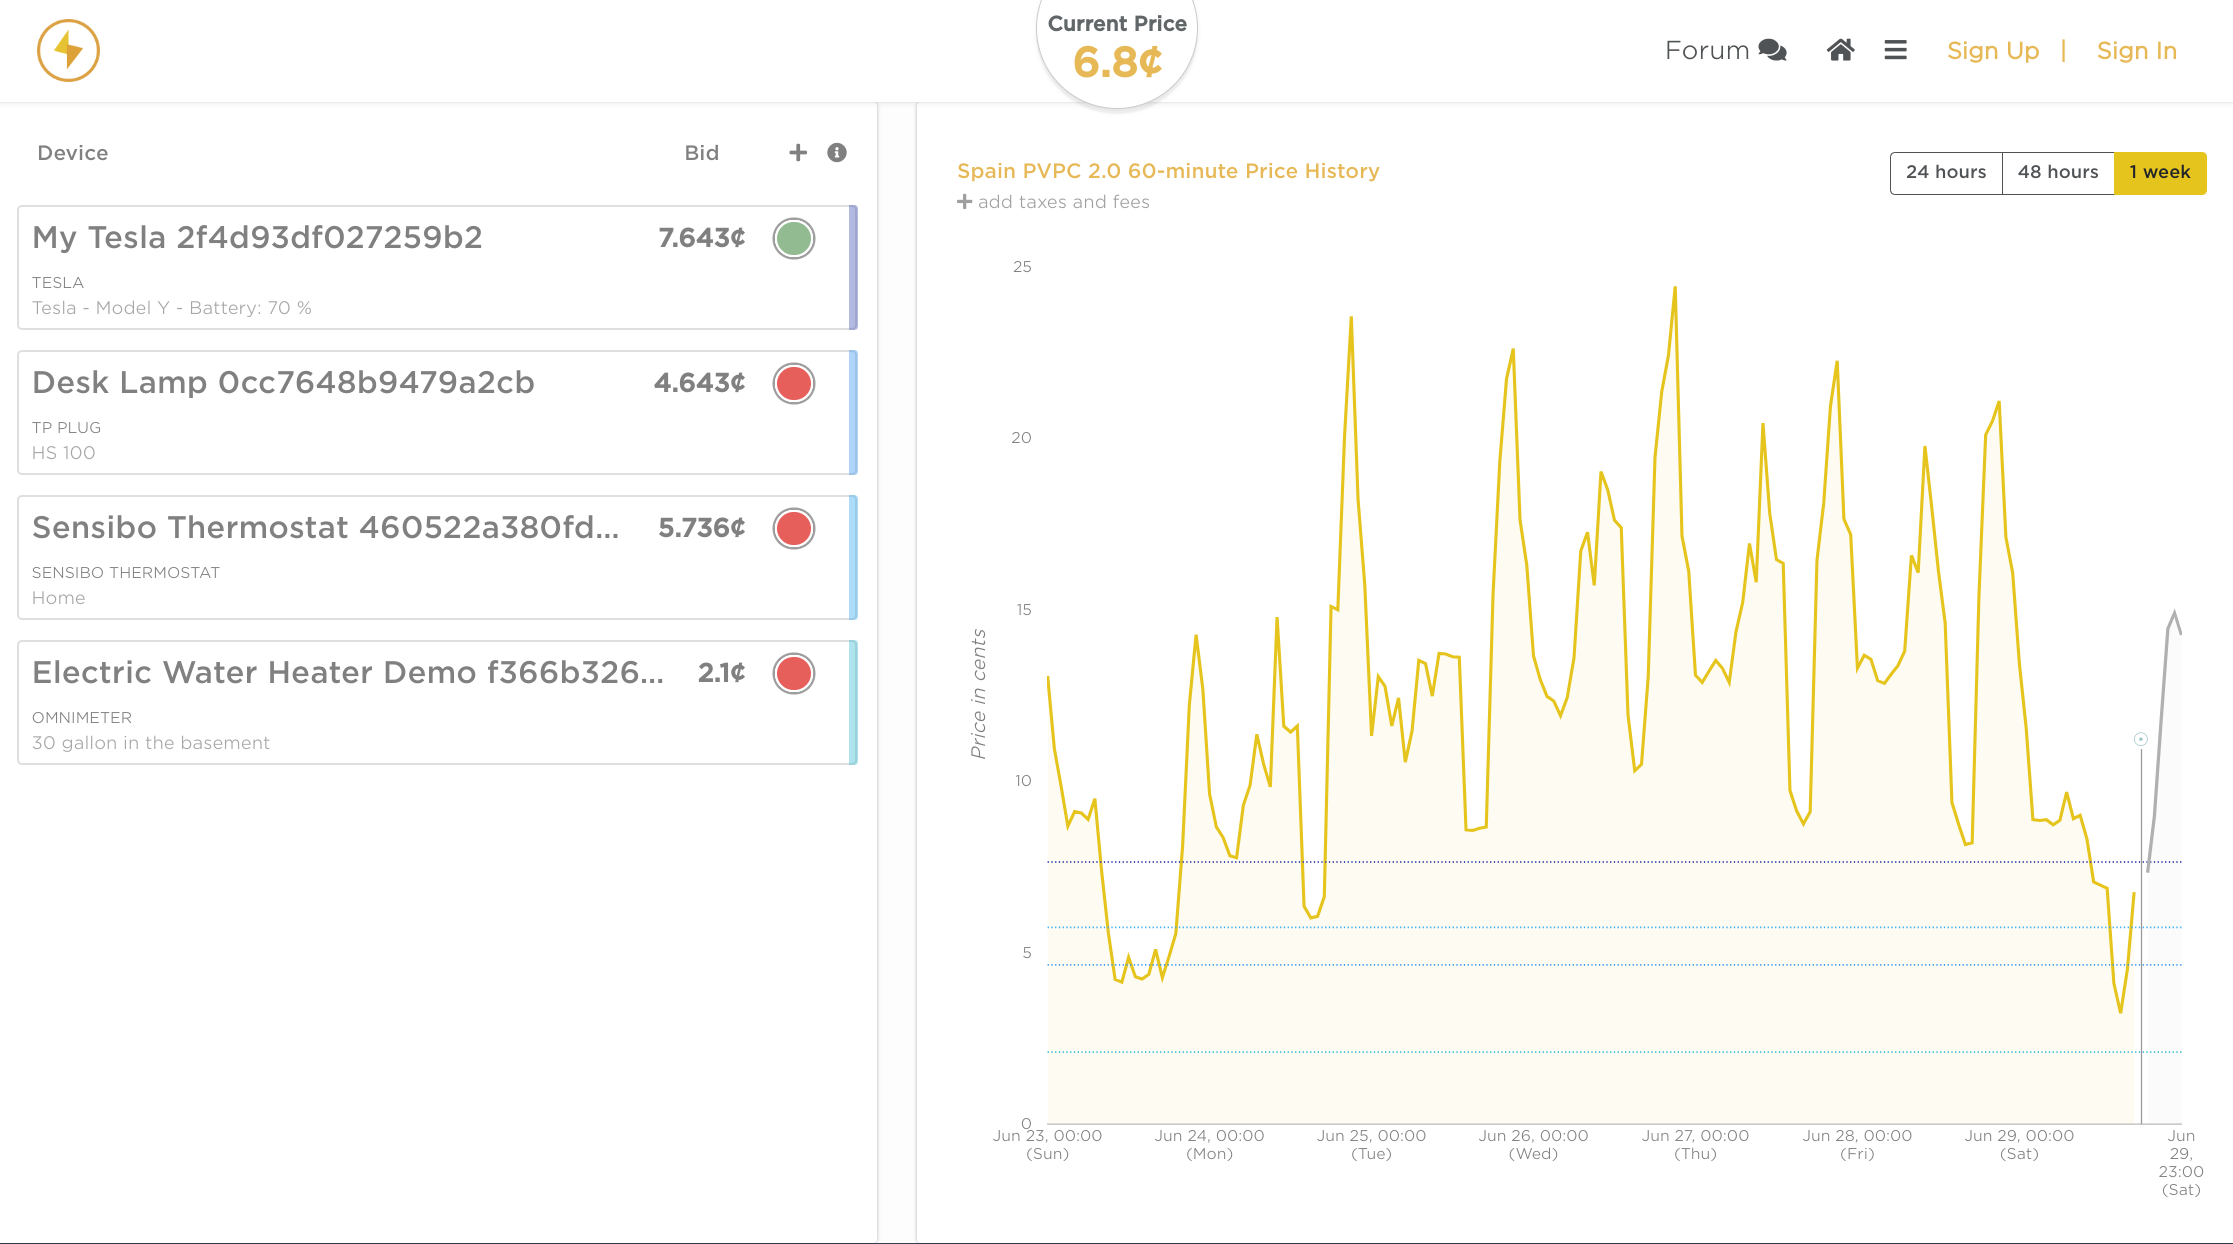 Current Price
6.8¢
Forum
Sign Up | Sign In
Device Bid
My Tesla 2f4d93df027259b2 7.643¢
TESLA
Tesla - Model Y - Battery: 70 %
Desk Lamp 0cc7648b9479a2cb 4.643¢
TP PLUG
HS 100
Sensibo Thermostat 460522a380fd... 5.736¢
SENSIBO THERMOSTAT
Home
Electric Water Heater Demo f366b326... 2.1¢
OMNIMETER
30 gallon in the basement
Spain PVPC 2.0 60-minute Price History
add taxes and fees
24 hours 48 hours 1 week
Price in cents
25
20
15
10
5
0
Jun 23, 00:00 (Sun)
Jun 24, 00:00 (Mon)
Jun 25, 00:00 (Tue)
Jun 26, 00:00 (Wed)
Jun 27, 00:00 (Thu)
Jun 28, 00:00 (Fri)
Jun 29, 00:00 (Sat)
Jun 29, 23:00 (Sat)